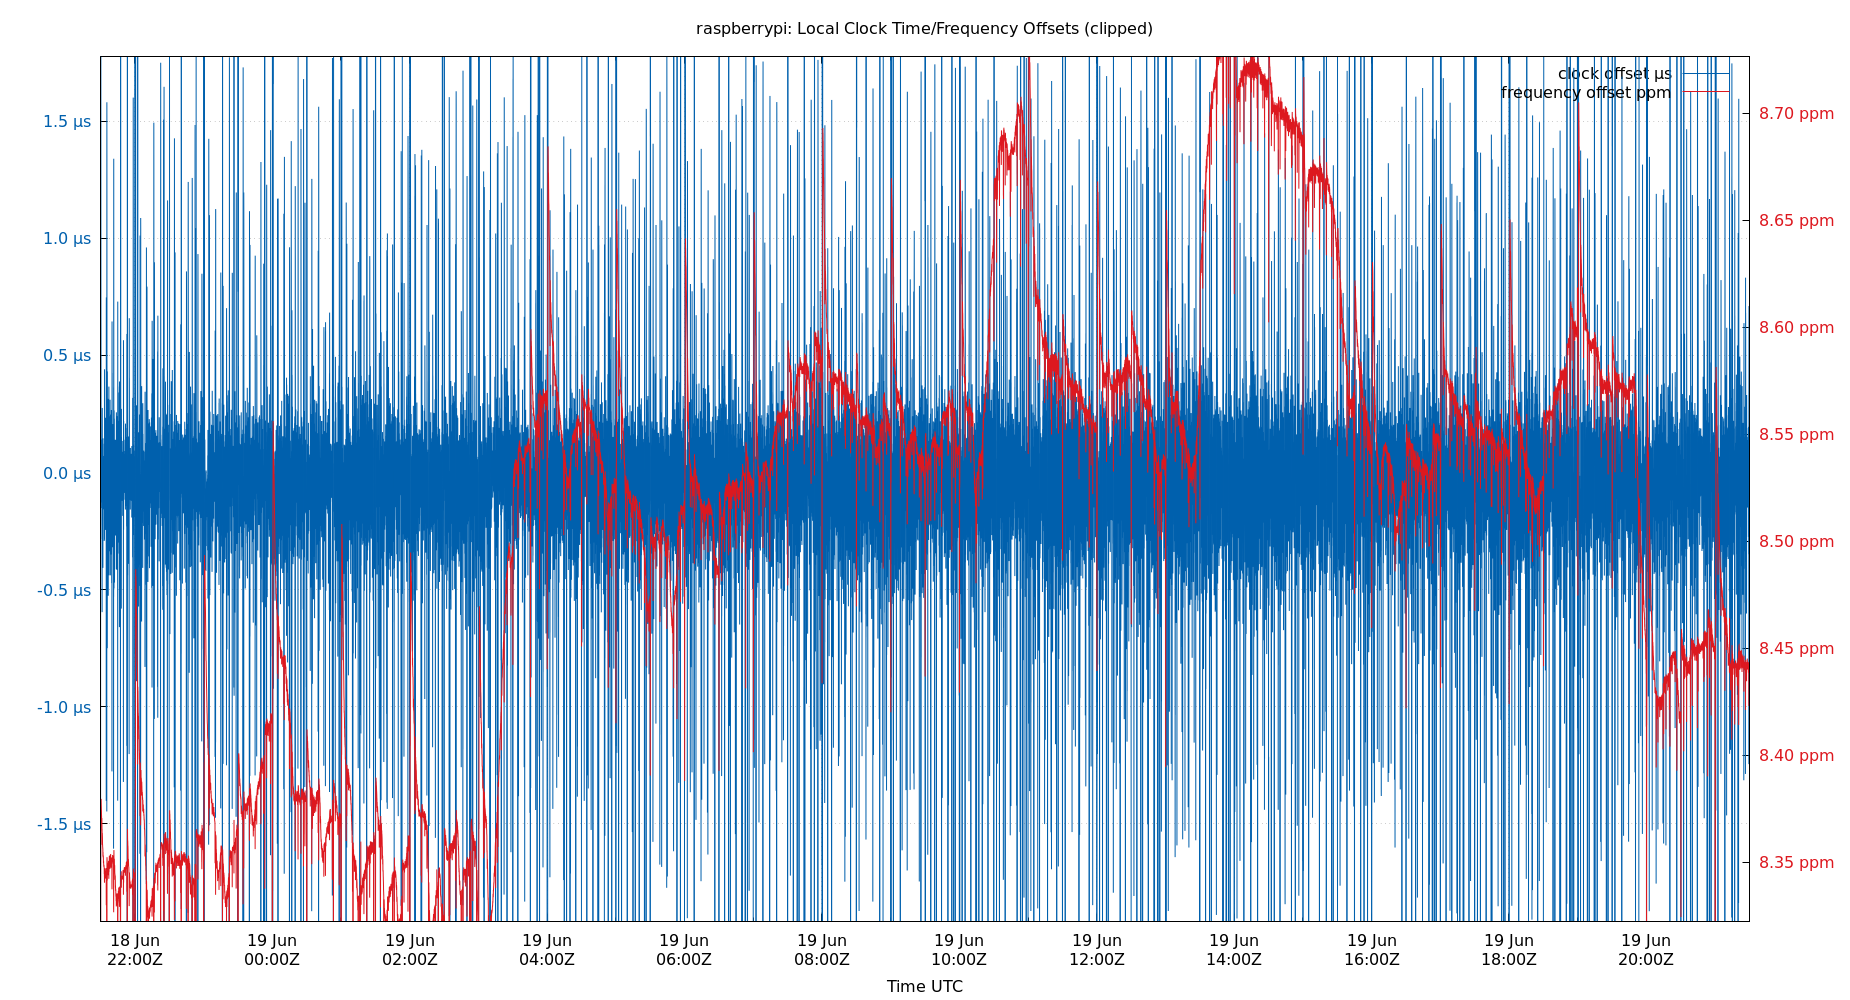 raspberrypi: Local Clock Time/Frequency Offsets (clipped)
clock offset µs
frequency offset ppm
1.5 µs
1.0 µs
0.5 µs
0.0 µs
-0.5 µs
-1.0 µs
-1.5 µs
8.70 ppm
8.65 ppm
8.60 ppm
8.55 ppm
8.50 ppm
8.45 ppm
8.40 ppm
8.35 ppm
18 Jun
22:00Z
19 Jun
00:00Z
19 Jun
02:00Z
19 Jun
04:00Z
19 Jun
06:00Z
19 Jun
08:00Z
19 Jun
10:00Z
19 Jun
12:00Z
19 Jun
14:00Z
19 Jun
16:00Z
19 Jun
18:00Z
19 Jun
20:00Z
Time UTC